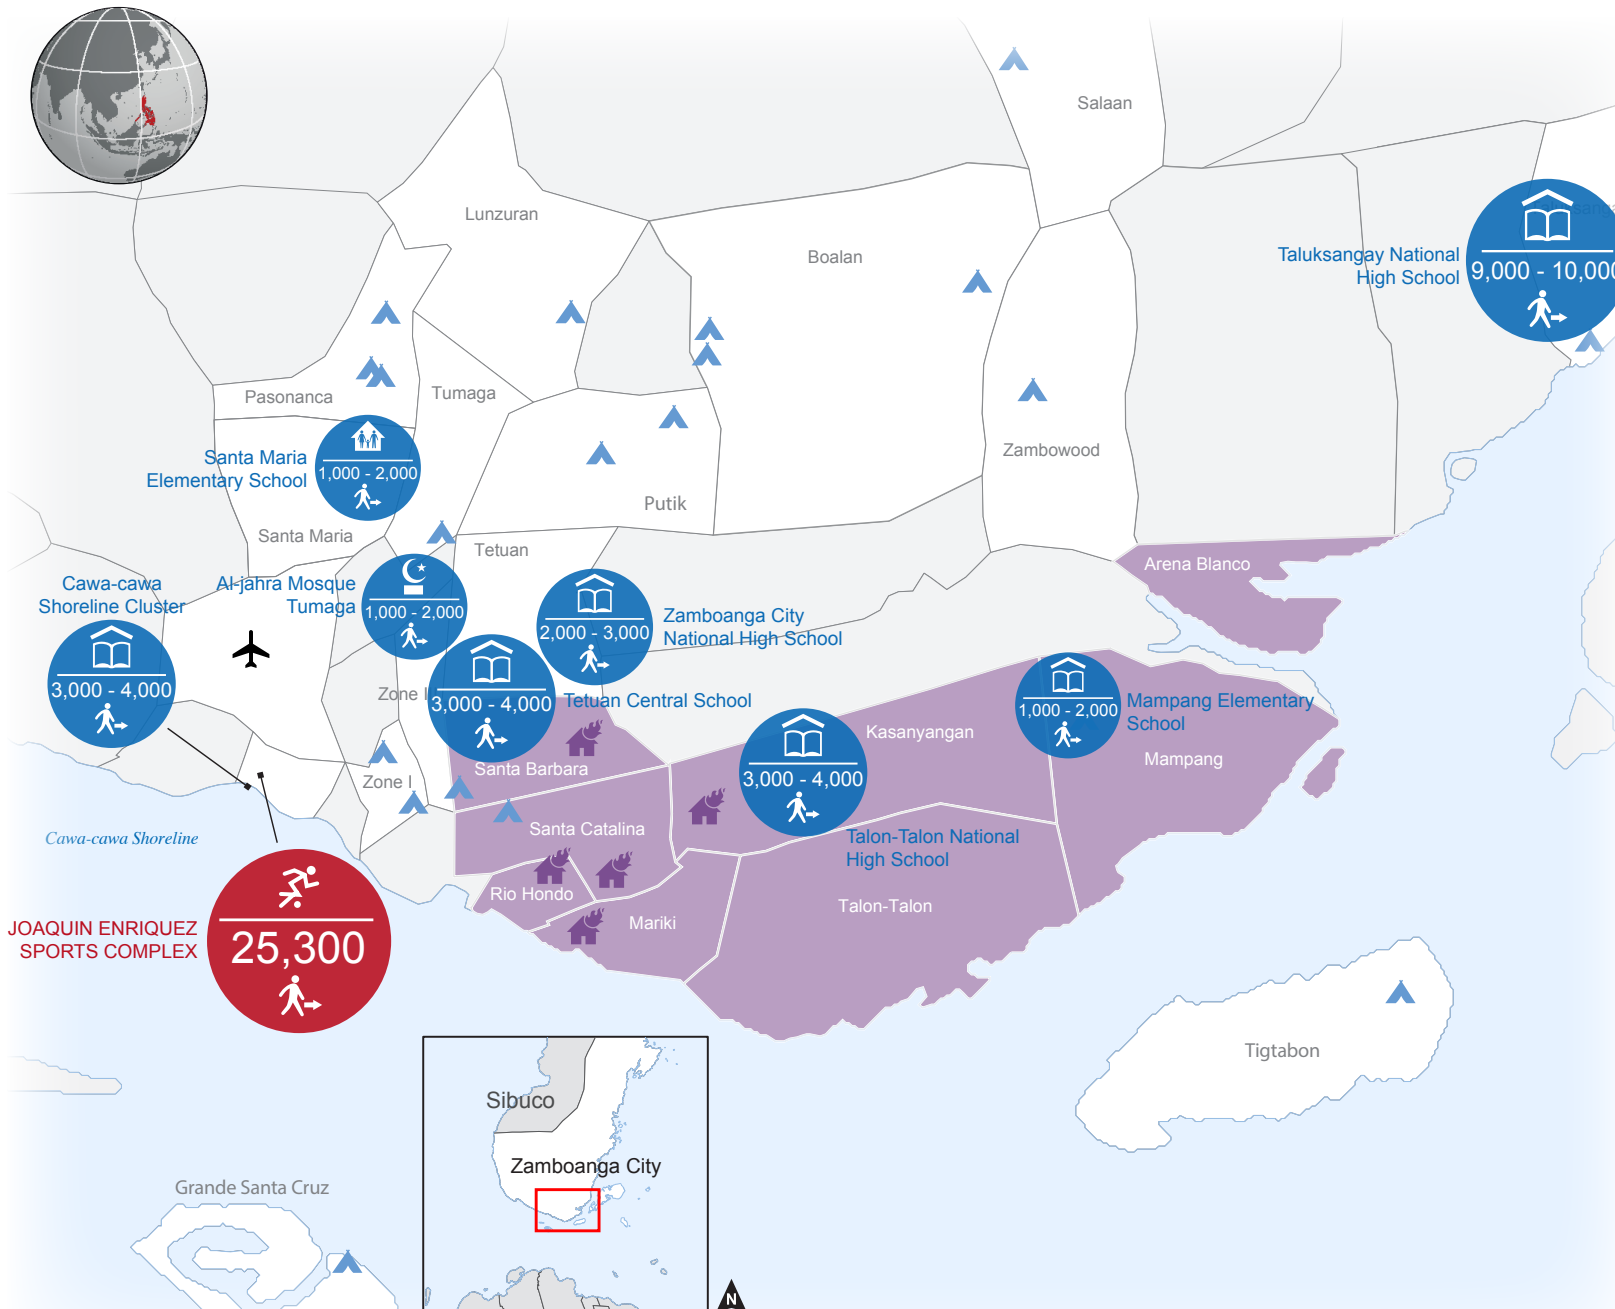 Salaan
Lunzuran
Boalan
Taluksangay National
High School
9,000 - 10,000
Pasonanca
Tumaga
Santa Maria
Elementary School
1,000 - 2,000
Zambowood
Putik
Santa Maria
Tetuan
Arena Blanco
Cawa-cawa
Shoreline Cluster
3,000 - 4,000
Al-jahra Mosque
Tumaga
1,000 - 2,000
2,000 - 3,000
Zamboanga City
National High School
Zone I
3,000 - 4,000
Tetuan Central School
1,000 - 2,000
Mampang Elementary
School
Kasanyangan
Mampang
Santa Barbara
3,000 - 4,000
Zone I
Santa Catalina
Talon-Talon National
High School
Cawa-cawa Shoreline
Rio Hondo
Mariki
Talon-Talon
JOAQUIN ENRIQUEZ
SPORTS COMPLEX
25,300
Tigtabon
Sibuco
Zamboanga City
Grande Santa Cruz
N